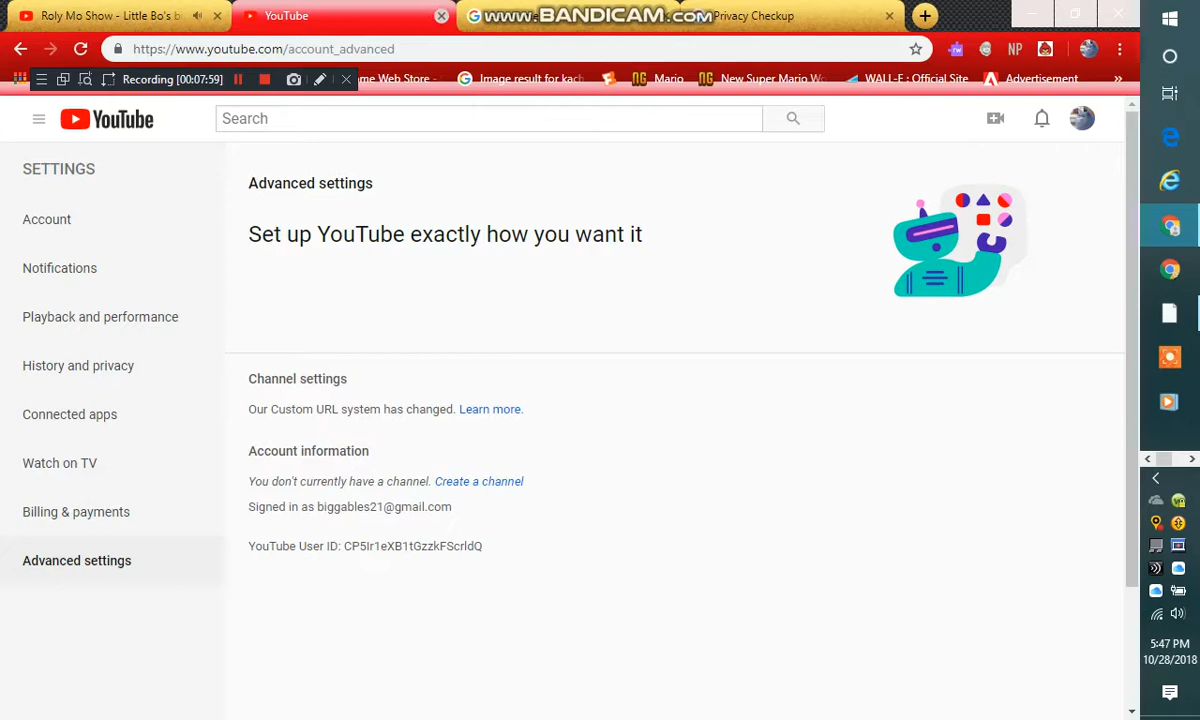 Roly Mo Show - Little Bo's b
YouTube
www.BANDICAM.com
Privacy Checkup
https://www.youtube.com/account_advanced
NP
Recording [00:07:59]
me Web Store -
Image result for kach
Mario
New Super Mario Wo
WALL-E : Official Site
Advertisement
»
YouTube
Search
SETTINGS
Account
Notifications
Playback and performance
History and privacy
Connected apps
Watch on TV
Billing & payments
Advanced settings
Advanced settings
Set up YouTube exactly how you want it
Channel settings
Our Custom URL system has changed. Learn more.
Account information
You don't currently have a channel. Create a channel
Signed in as biggables21@gmail.com
YouTube User ID: CP5Ir1eXB1tGzzkFScrldQ
5:47 PM
10/28/2018